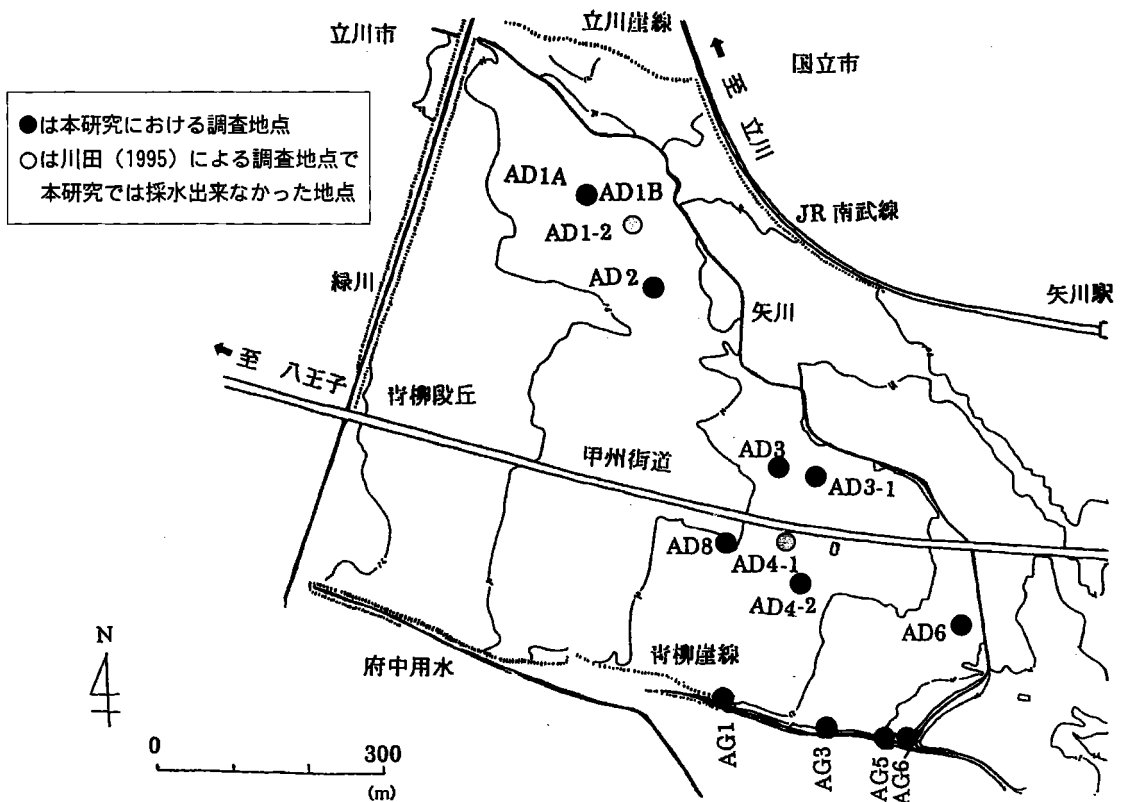 立川市
立川崖線
国立市
●は本研究における調査地点
○は川田（1995）による調査地点で
本研究では採水出来なかった地点
至 立川
AD1A
AD1B
AD1-2
JR 南武線
緑川
AD 2
矢川
矢川駅
至 八王子
青柳段丘
甲州街道
AD3
AD3-1
AD8
AD4-1
AD4-2
AD6
青柳崖線
府中用水
N
0
300
(m)
AG1
AG3
AG5
AG6